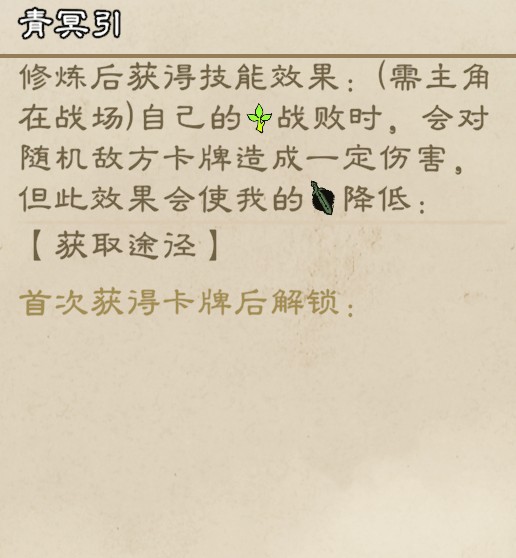 青冥引
修炼后获得技能效果：(需主角
在战场)自己的战败时，会对
随机敌方卡牌造成一定伤害，
但此效果会使我的降低：
【获取途径】
首次获得卡牌后解锁：